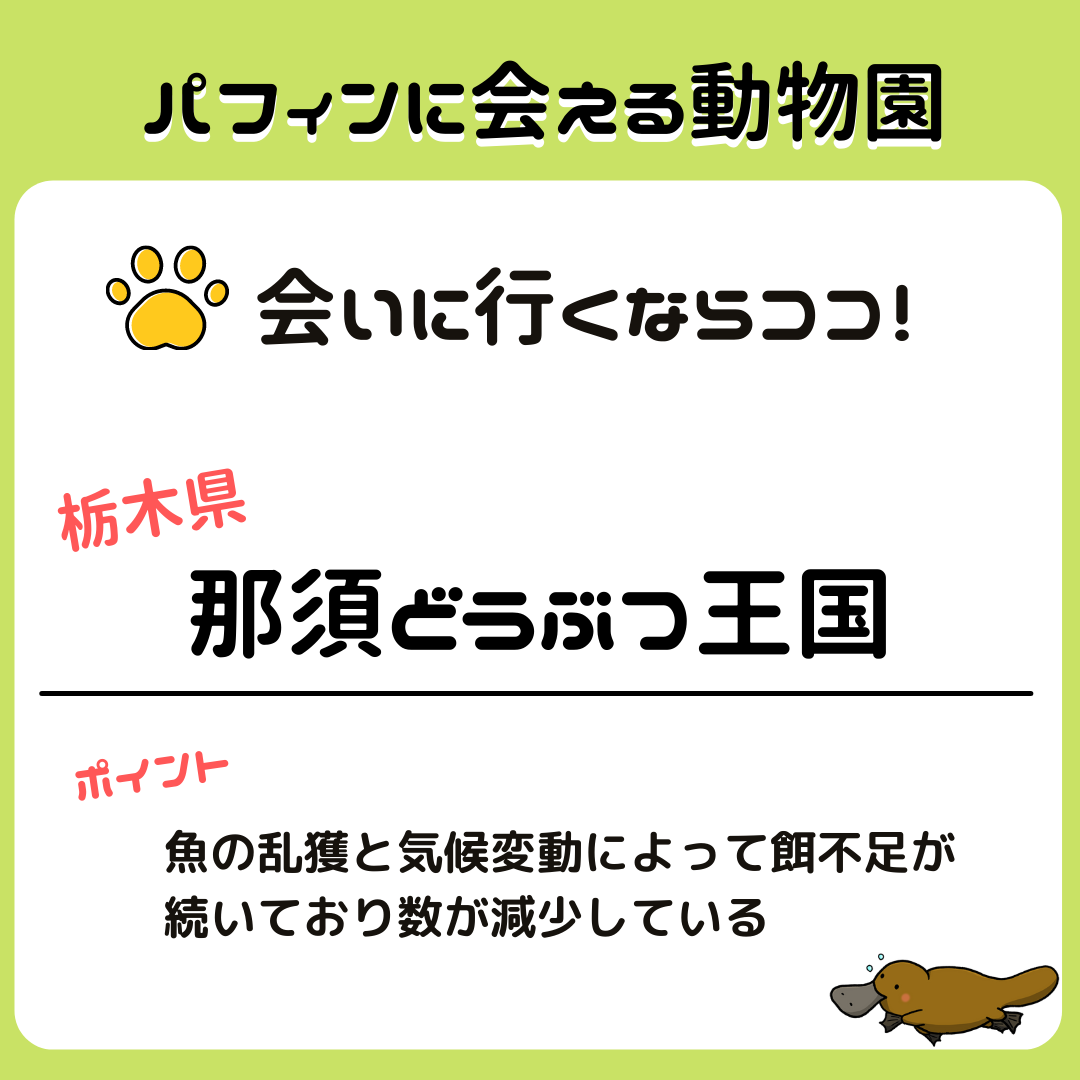 パフィンに会える動物園
会いに行くならココ!
栃木県
那須どうぶつ王国
ポイント
魚の乱獲と気候変動によって餌不足が
続いており数が減少している